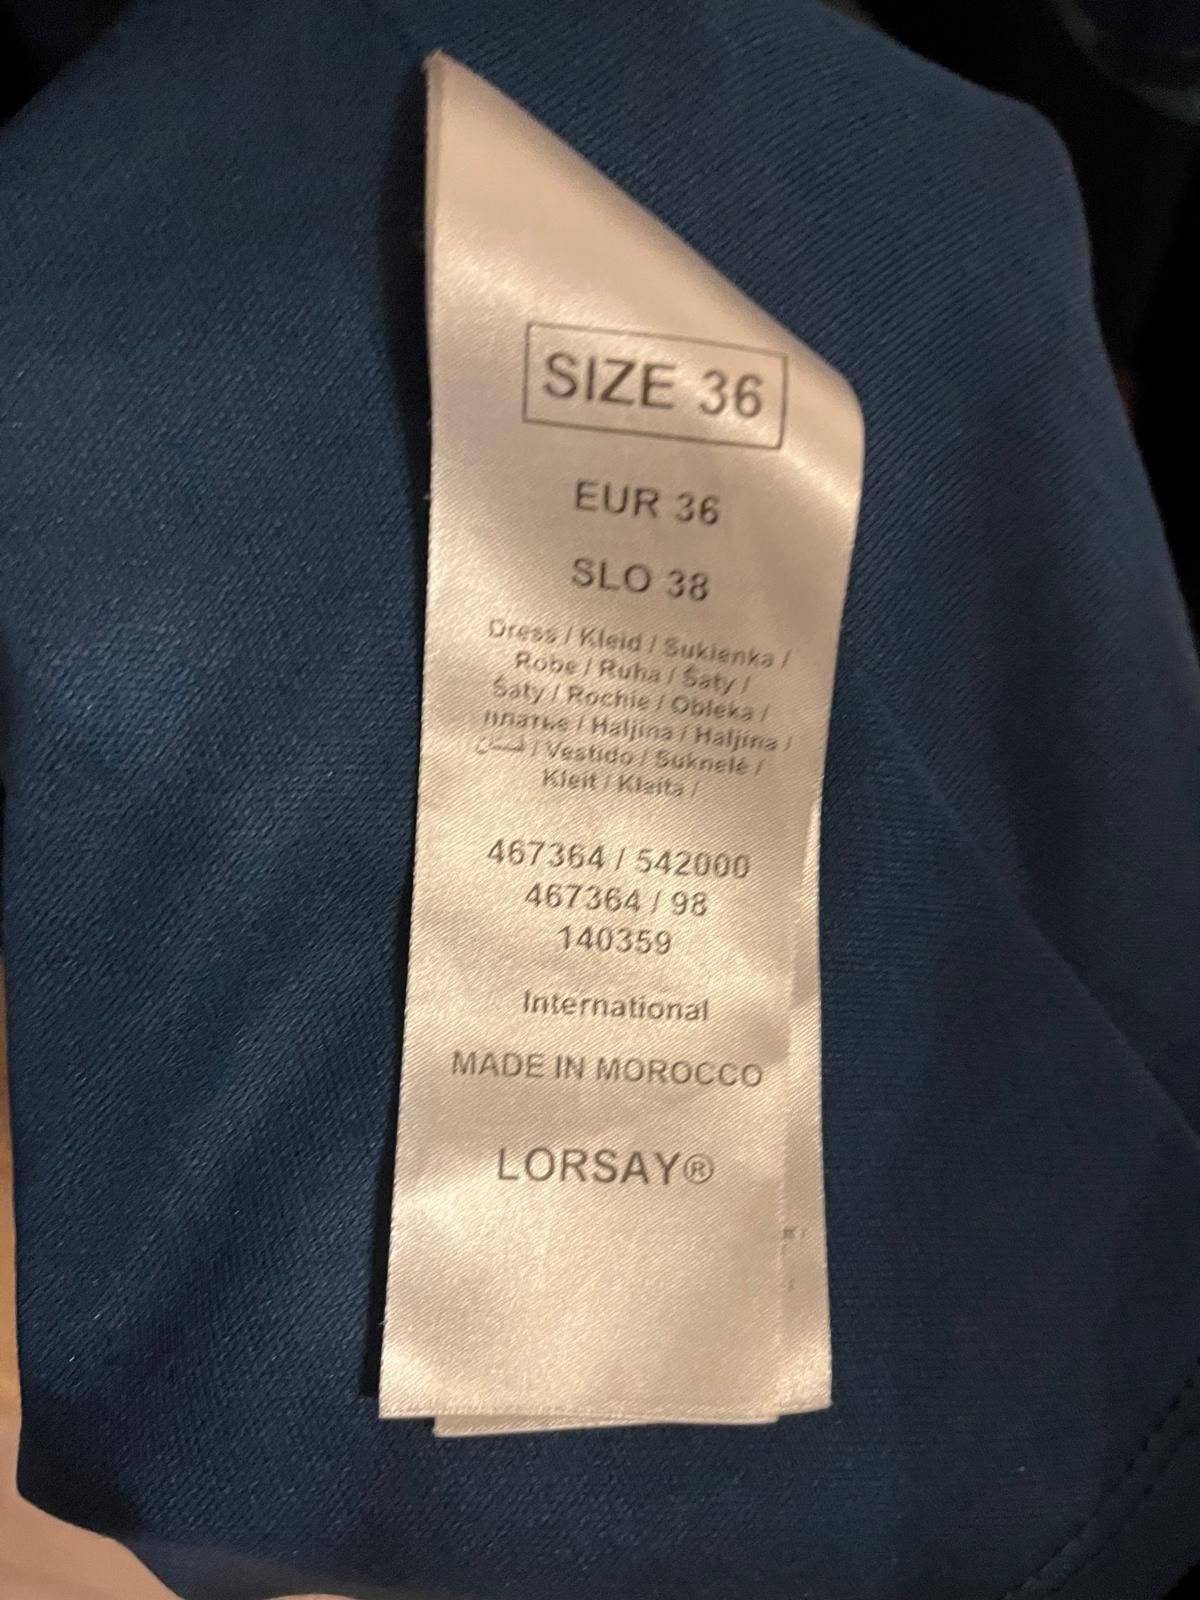 SIZE 36
EUR 36
SLO 38
Dress / Kleid / Sukienka /
Robe / Ruha / Šaty /
Šaty / Rochie / Obleka /
платье / Haljina / Haljina /
فستان / Vestido / Suknelė /
Kleit / Kleita /
467364 / 542000
467364 / 98
140359
International
MADE IN MOROCCO
LORSAY®